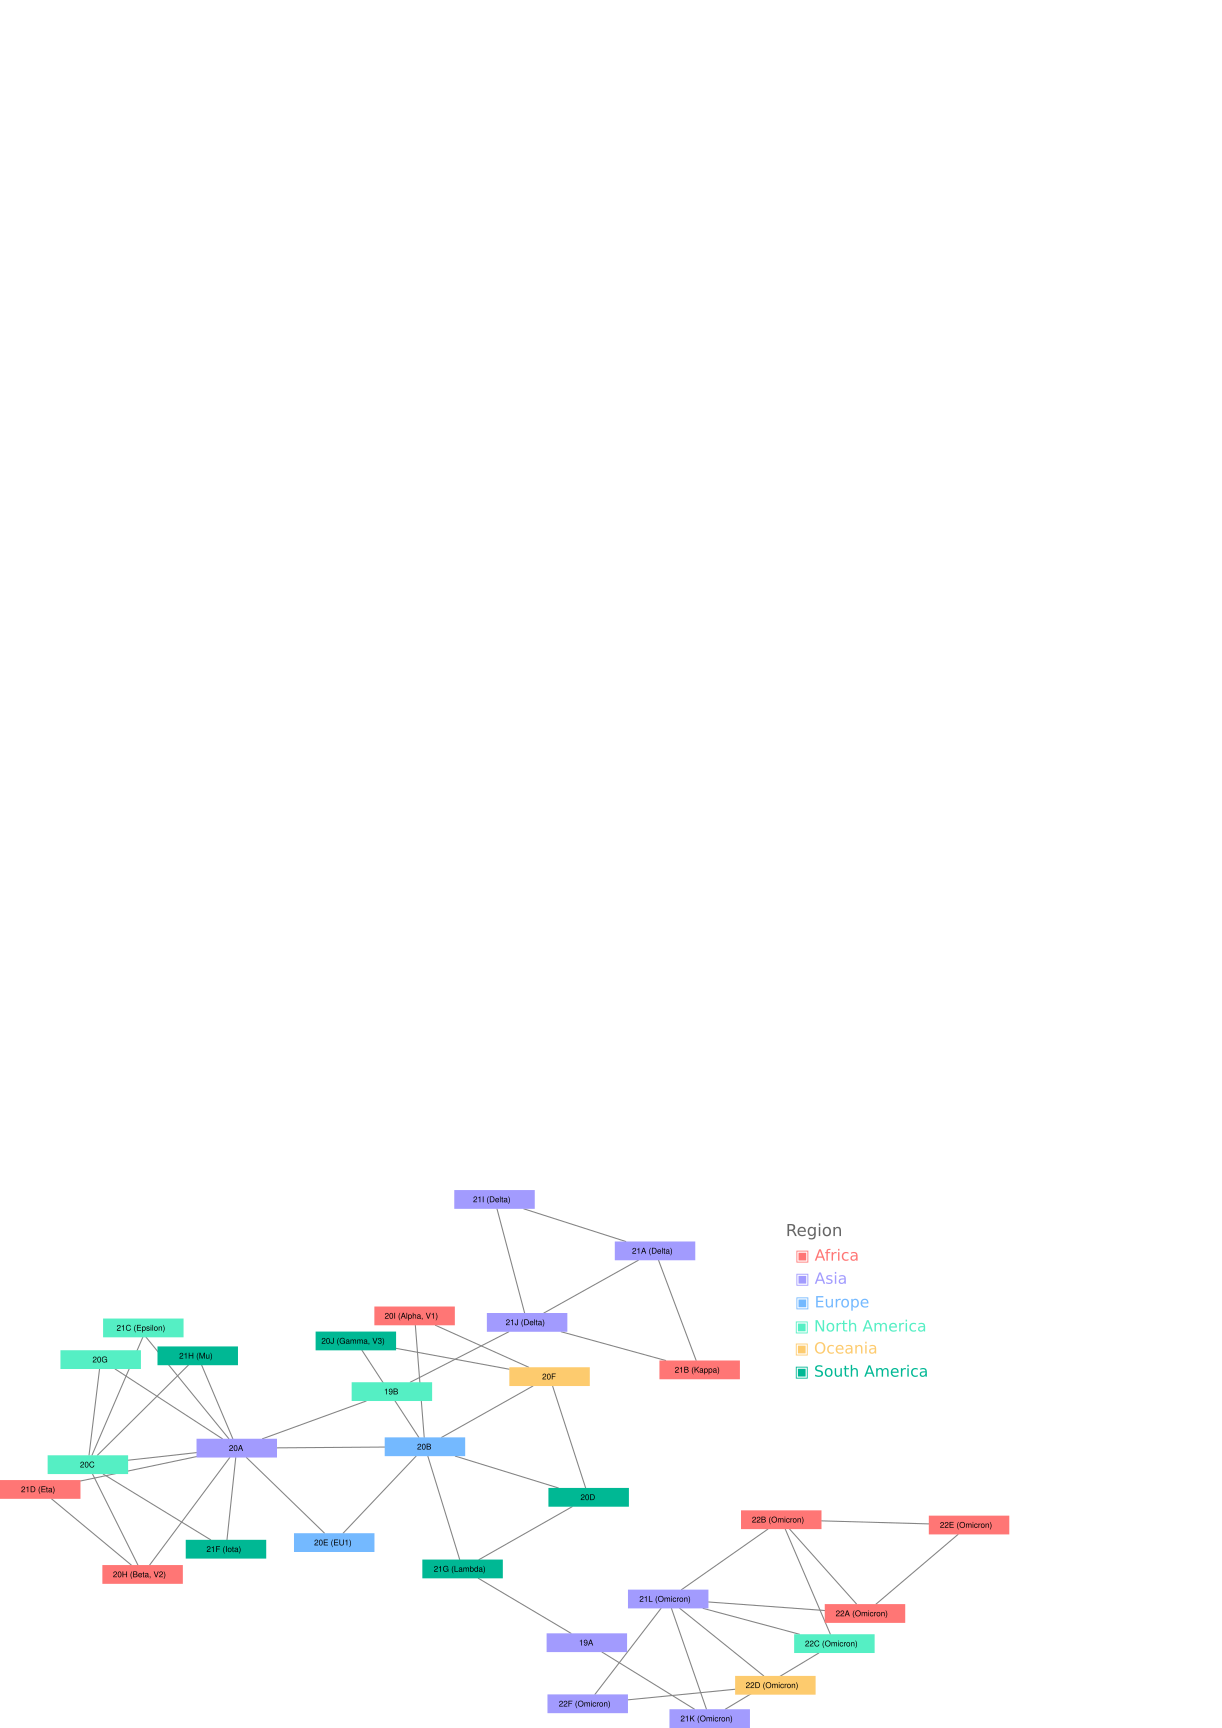 21I (Delta)
Region
21A (Delta)
Africa
Asia
Europe
20I (Alpha, V1)
21J (Delta)
21C (Epsilon)
North America
20J (Gamma, V3)
Oceania
21H (Mu)
20G
21B (Kappa)
South America
20F
19B
20A
20B
20C
21D (Eta)
20D
22B (Omicron)
22E (Omicron)
20E (EU1)
21F (Iota)
21G (Lambda)
20H (Beta, V2)
21L (Omicron)
22A (Omicron)
19A
22C (Omicron)
22D (Omicron)
22F (Omicron)
21K (Omicron)